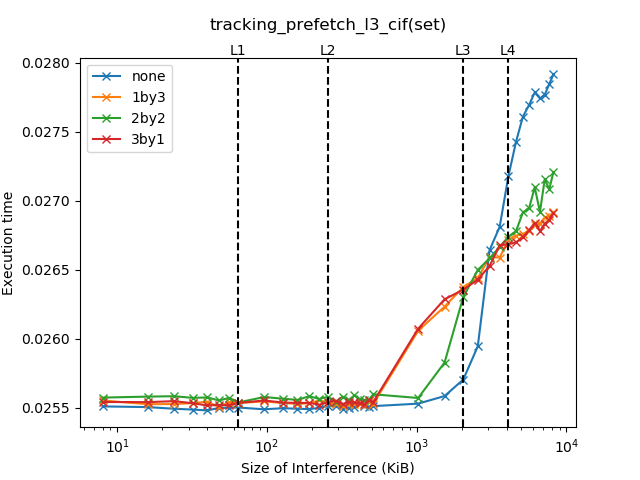 tracking_prefetch_l3_cif(set)
L1 L2 L3 L4
none
1by3
2by2
3by1
Execution time
0.0280
0.0275
0.0270
0.0265
0.0260
0.0255
10¹ 10² 10³ 10⁴
Size of Interference (KiB)